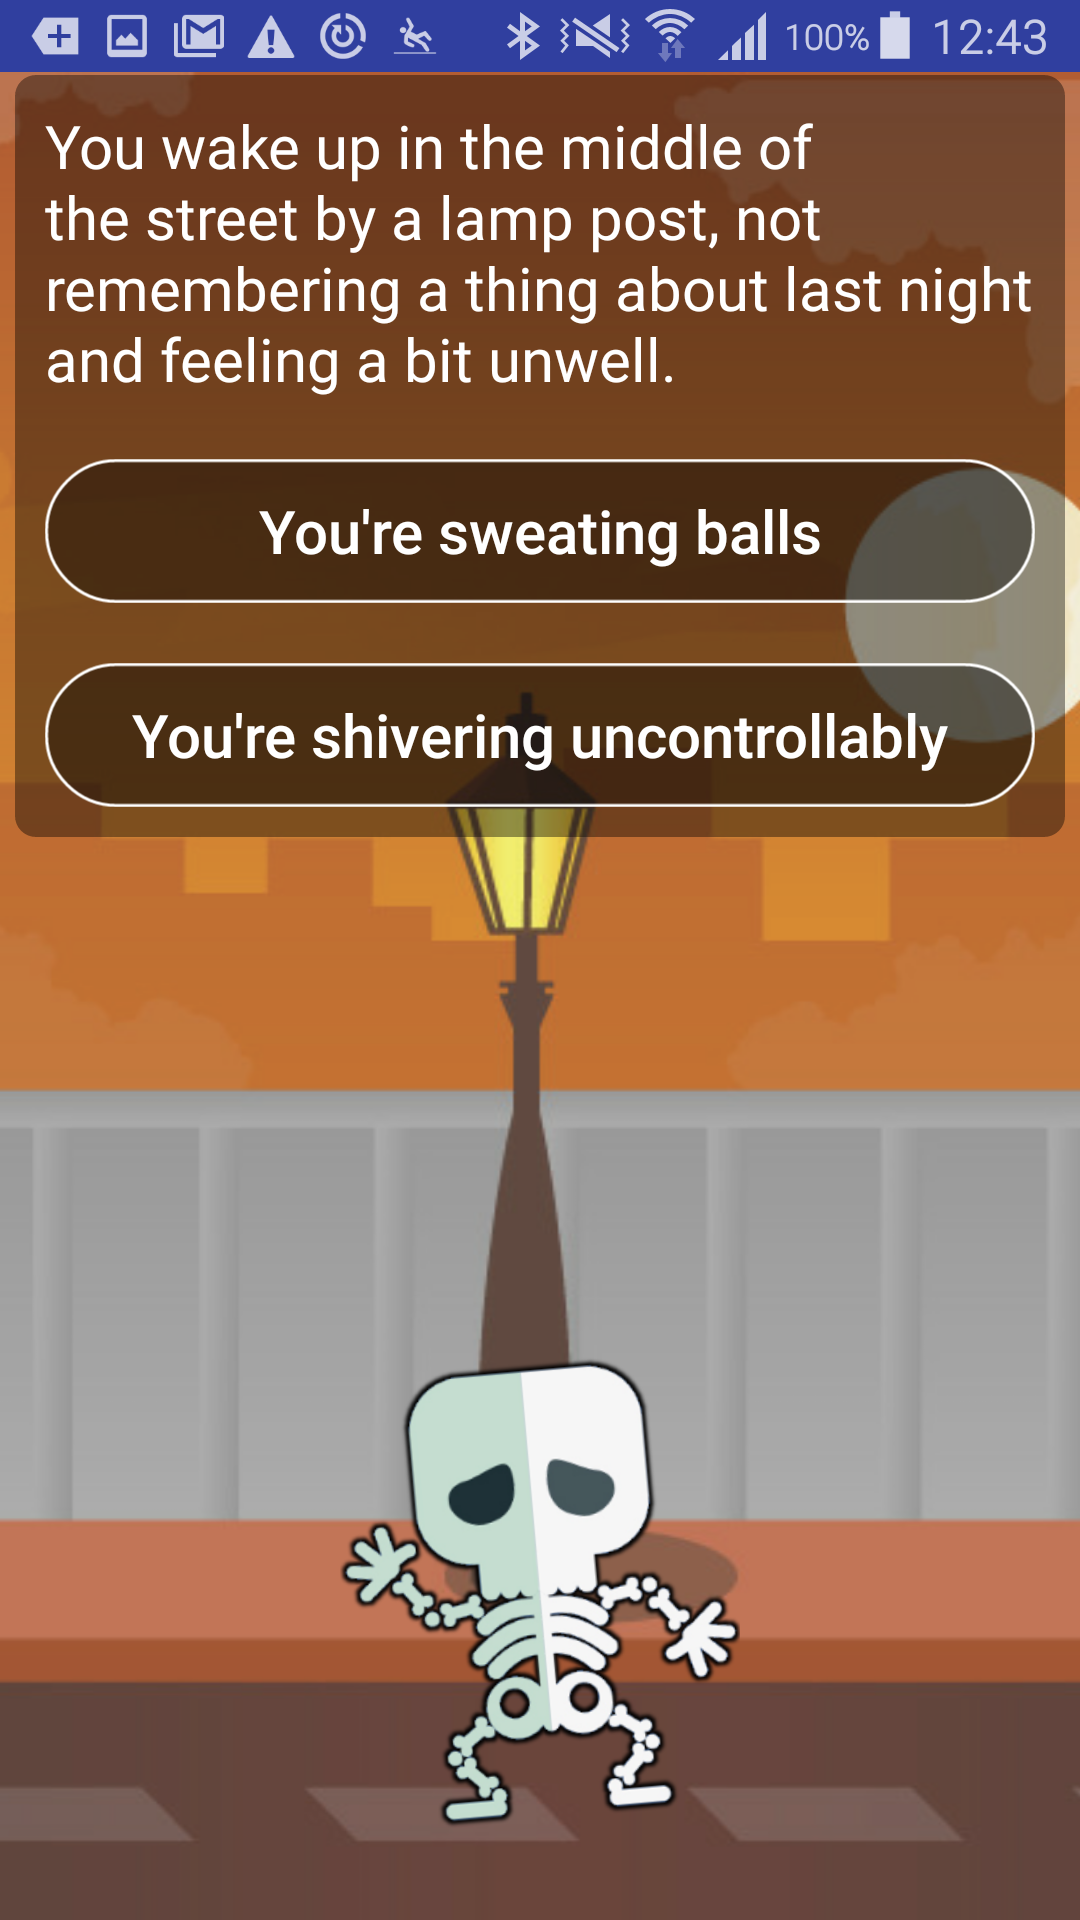 100% 12:43
You wake up in the middle of
the street by a lamp post, not
remembering a thing about last night
and feeling a bit unwell.
You're sweating balls
You're shivering uncontrollably